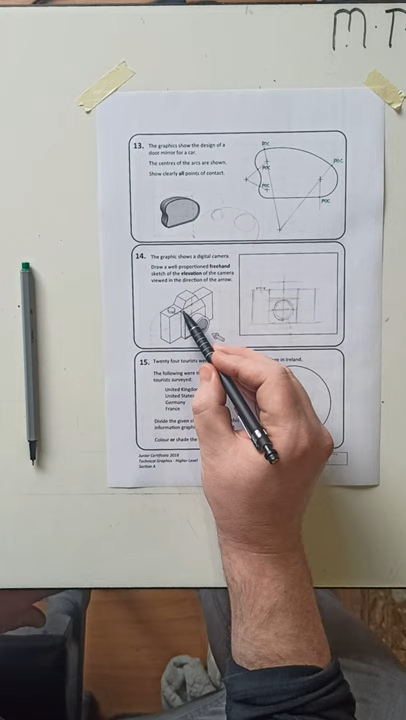 M.T
13. The graphics show the design of a
door mirror for a car.
The centres of the arcs are shown.
Show clearly all points of contact.
POC
POC
POC
POC
14. The graphic shows a digital camera.
Draw a well-proportioned freehand
sketch of the elevation of the camera
viewed in the direction of the arrow.
15. Twenty four tourists in Ireland.
The following were
tourists surveyed:
United
United States
Germany
France
Divide the given
information
Colour or shade the
Junior Certificate 2018
Technical Graphics - Higher Level
Section A